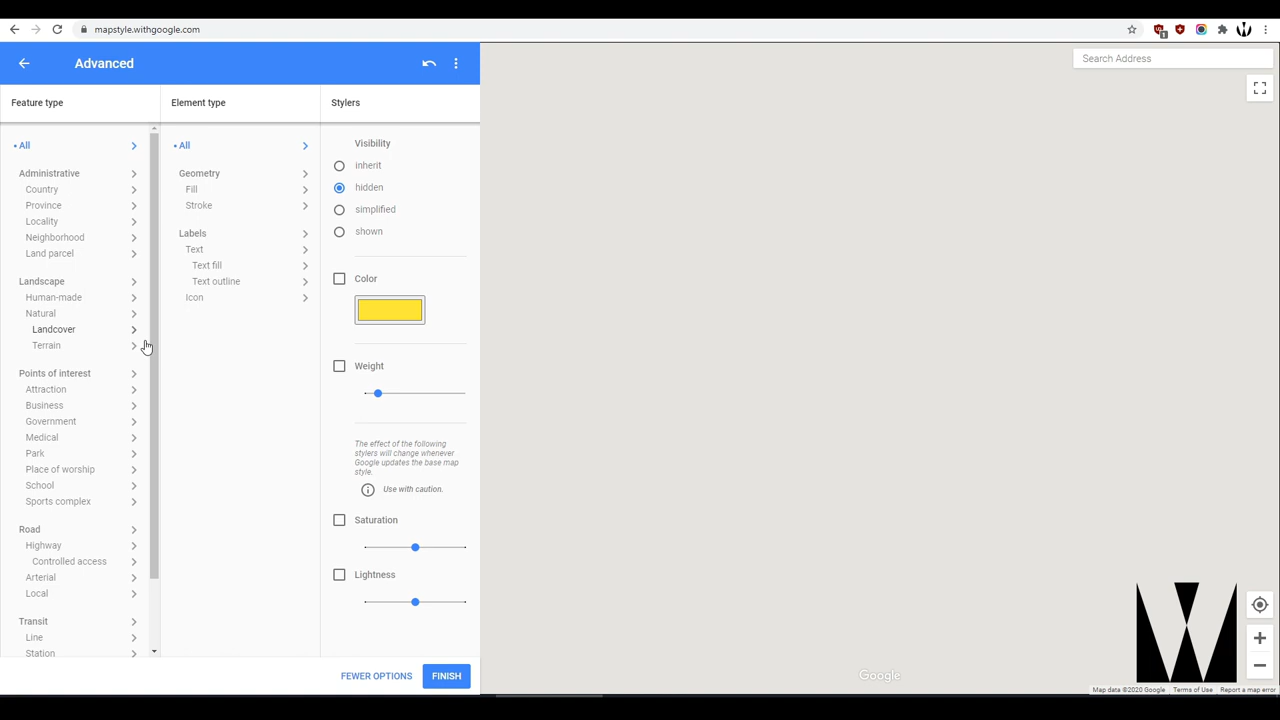 mapstyle.withgoogle.com
Advanced
Search Address
Feature type
Element type
Stylers
All
Administrative
Country
Province
Locality
Neighborhood
Land parcel
Landscape
Human-made
Natural
Landcover
Terrain
Points of interest
Attraction
Business
Government
Medical
Park
Place of worship
School
Sports complex
Road
Highway
Controlled access
Arterial
Local
Transit
Line
Station
All
Geometry
Fill
Stroke
Labels
Text
Text fill
Text outline
Icon
Visibility
inherit
hidden
simplified
shown
Color
Weight
The effect of the following
stylers will change whenever
Google updates the base map
style.
Use with caution.
Saturation
Lightness
FEWER OPTIONS
FINISH
W
Google
Map data ©2020 Google
Terms of Use
Report a map error